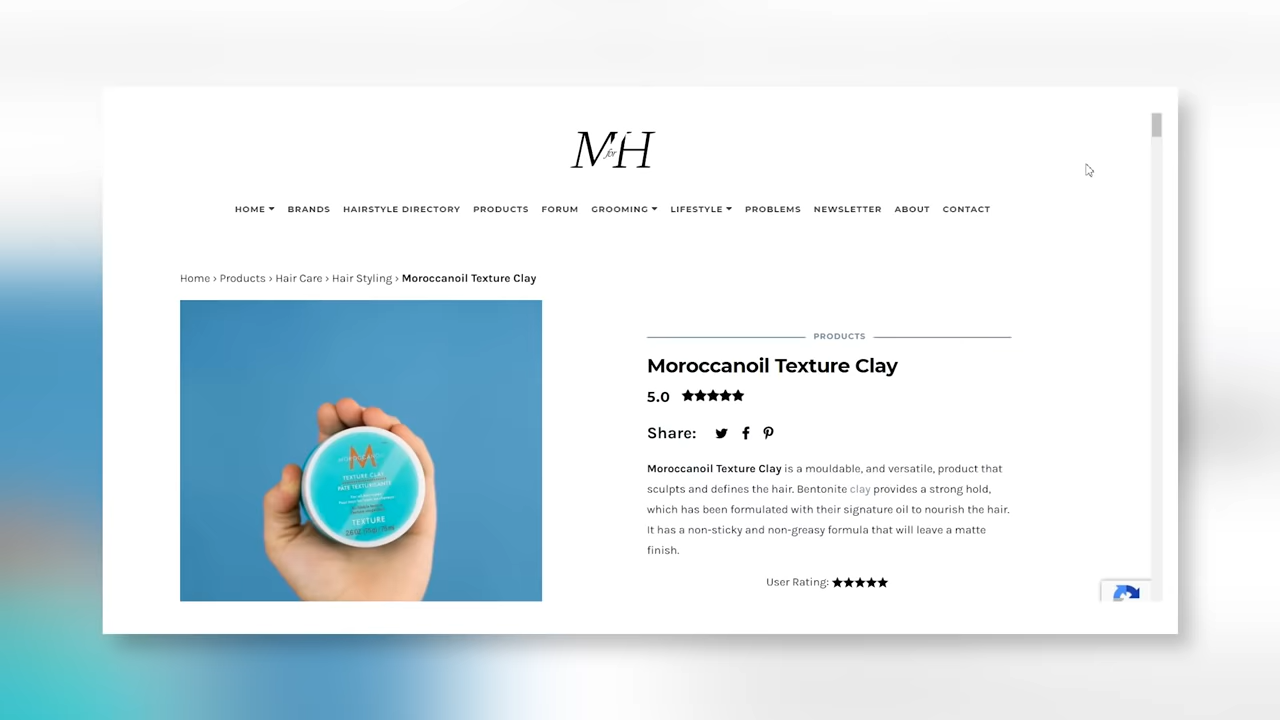 M for H
HOME BRANDS HAIRSTYLE DIRECTORY PRODUCTS FORUM GROOMING LIFESTYLE PROBLEMS NEWSLETTER ABOUT CONTACT
Home › Products › Hair Care › Hair Styling › Moroccanoil Texture Clay
M
MOROCCANOIL
TEXTURE CLAY
PATE TEXTURISANTE
TEXTURE
PRODUCTS
Moroccanoil Texture Clay
5.0 ★★★★★
Share:
Moroccanoil Texture Clay is a mouldable, and versatile, product that
sculpts and defines the hair. Bentonite clay provides a strong hold,
which has been formulated with their signature oil to nourish the hair.
It has a non-sticky and non-greasy formula that will leave a matte
finish.
User Rating: ★★★★★